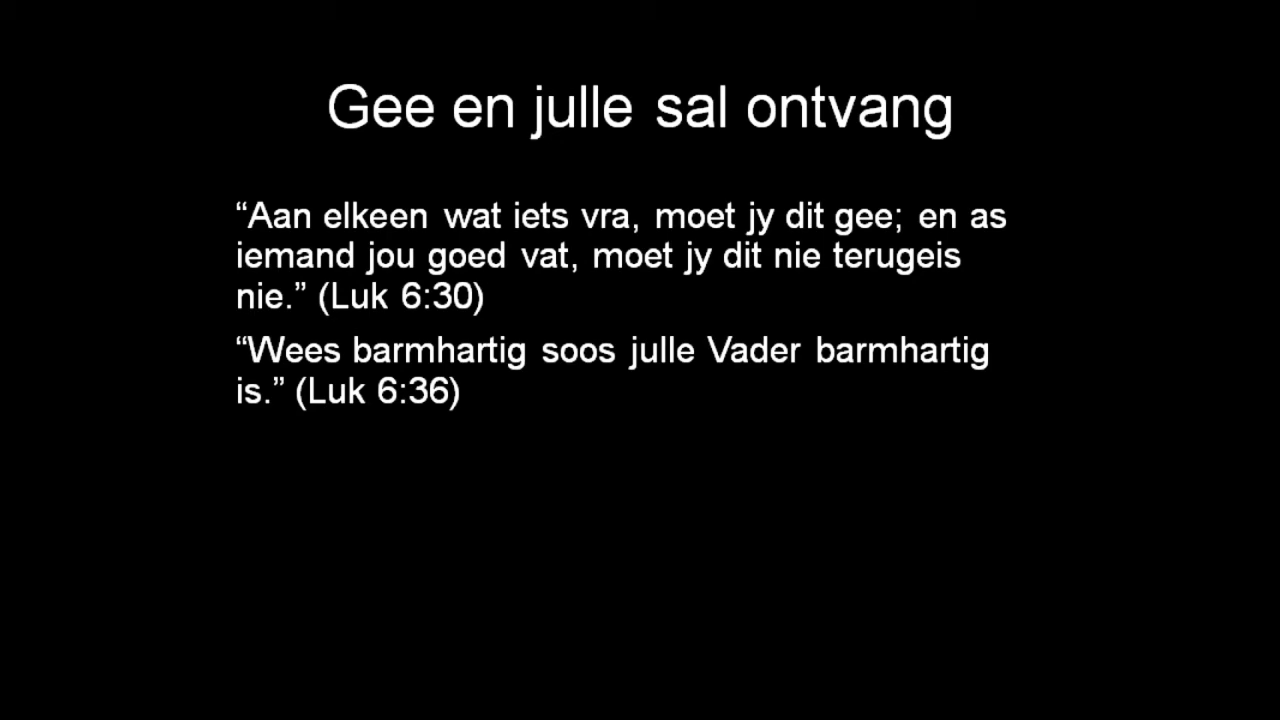 Gee en julle sal ontvang
“Aan elkeen wat iets vra, moet jy dit gee; en as
iemand jou goed vat, moet jy dit nie terugeis
nie.” (Luk 6:30)
“Wees barmhartig soos julle Vader barmhartig
is.” (Luk 6:36)